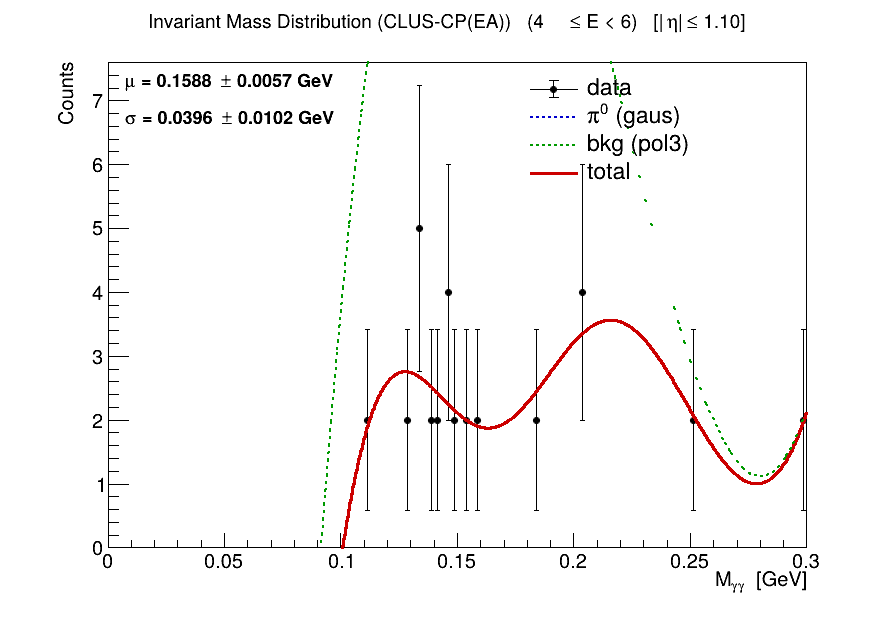 Invariant Mass Distribution (CLUS-CP(EA)) (4 ≤ E < 6) [|η| ≤ 1.10]
Counts
μ = 0.1588 ± 0.0057 GeV
σ = 0.0396 ± 0.0102 GeV
data
π⁰ (gaus)
bkg (pol3)
total
7
6
5
4
3
2
1
0
0 0.05 0.1 0.15 0.2 0.25 0.3
Mγγ [GeV]